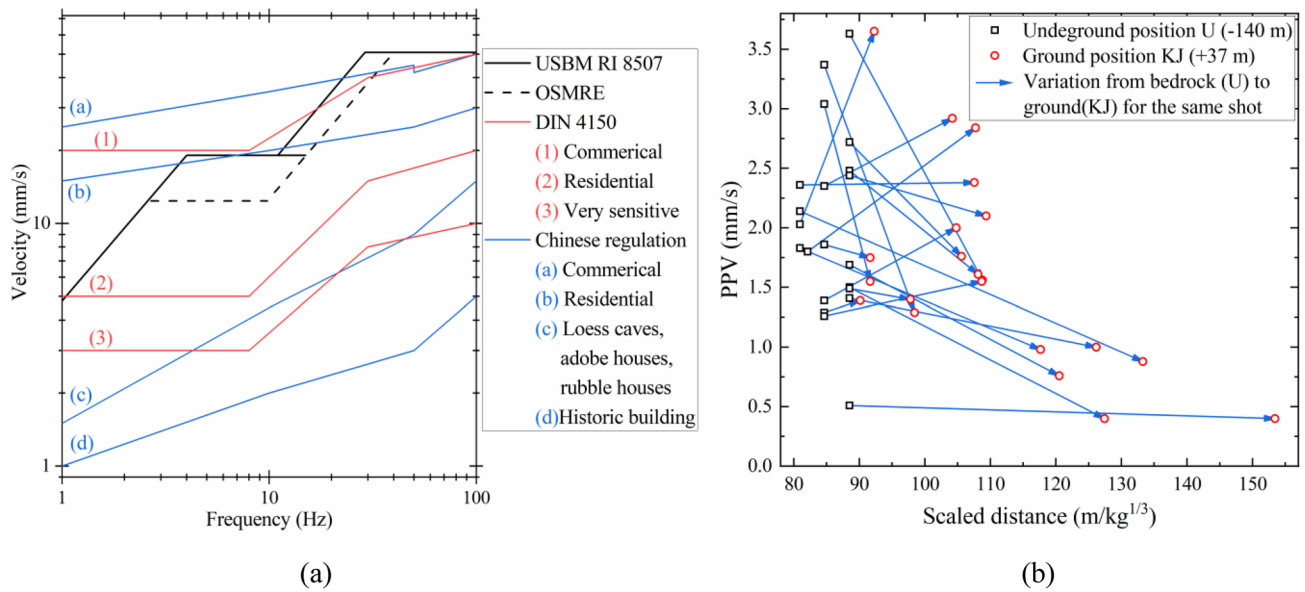 (a)
(1)
(b)
(2)
(3)
(c)
(d)
10
1
1
10
100
Velocity (mm/s)
Frequency (Hz)
USBM RI 8507
OSMRE
DIN 4150
(1) Commerical
(2) Residential
(3) Very sensitive
Chinese regulation
(a) Commerical
(b) Residential
(c) Loess caves,
adobe houses,
rubble houses
(d)Historic building
(a)
Undeground position U (-140 m)
Ground position KJ (+37 m)
Variation from bedrock (U) to
ground(KJ) for the same shot
3.5
3.0
2.5
2.0
1.5
1.0
0.5
0.0
PPV (mm/s)
80 90 100 110 120 130 140 150
Scaled distance (m/kg1/3)
(b)